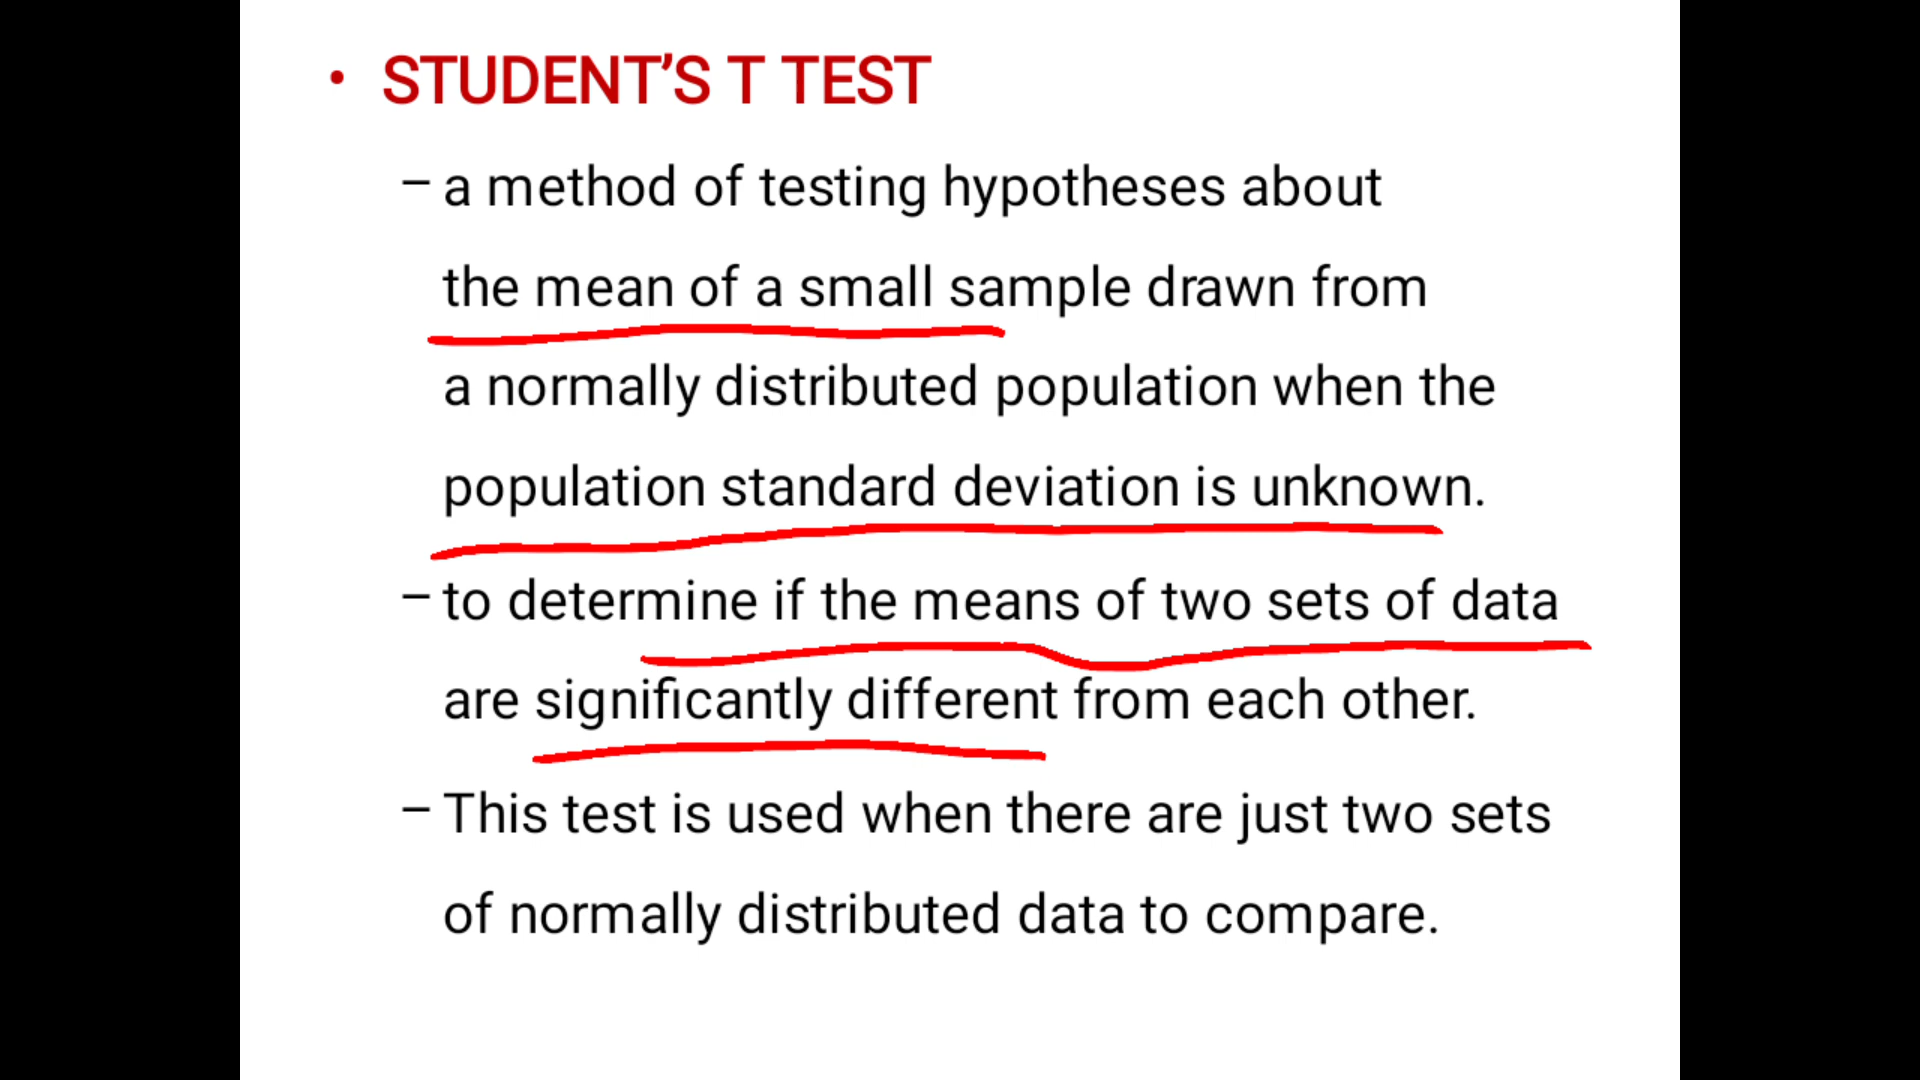 • STUDENT’S T TEST
– a method of testing hypotheses about
the mean of a small sample drawn from
a normally distributed population when the
population standard deviation is unknown.
– to determine if the means of two sets of data
are significantly different from each other.
– This test is used when there are just two sets
of normally distributed data to compare.